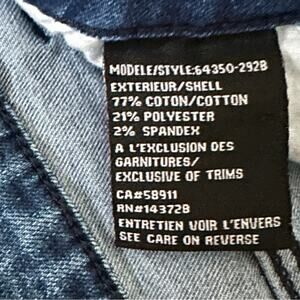 MODELE/STYLE:64350-292B
EXTERIEUR/SHELL
77% COTON/COTTON
21% POLYESTER
2% SPANDEX
A L'EXCLUSION DES
GARNITURES/
EXCLUSIVE OF TRIMS
CA#58911
RN#143728
ENTRETIEN VOIR L'ENVERS
SEE CARE ON REVERSE